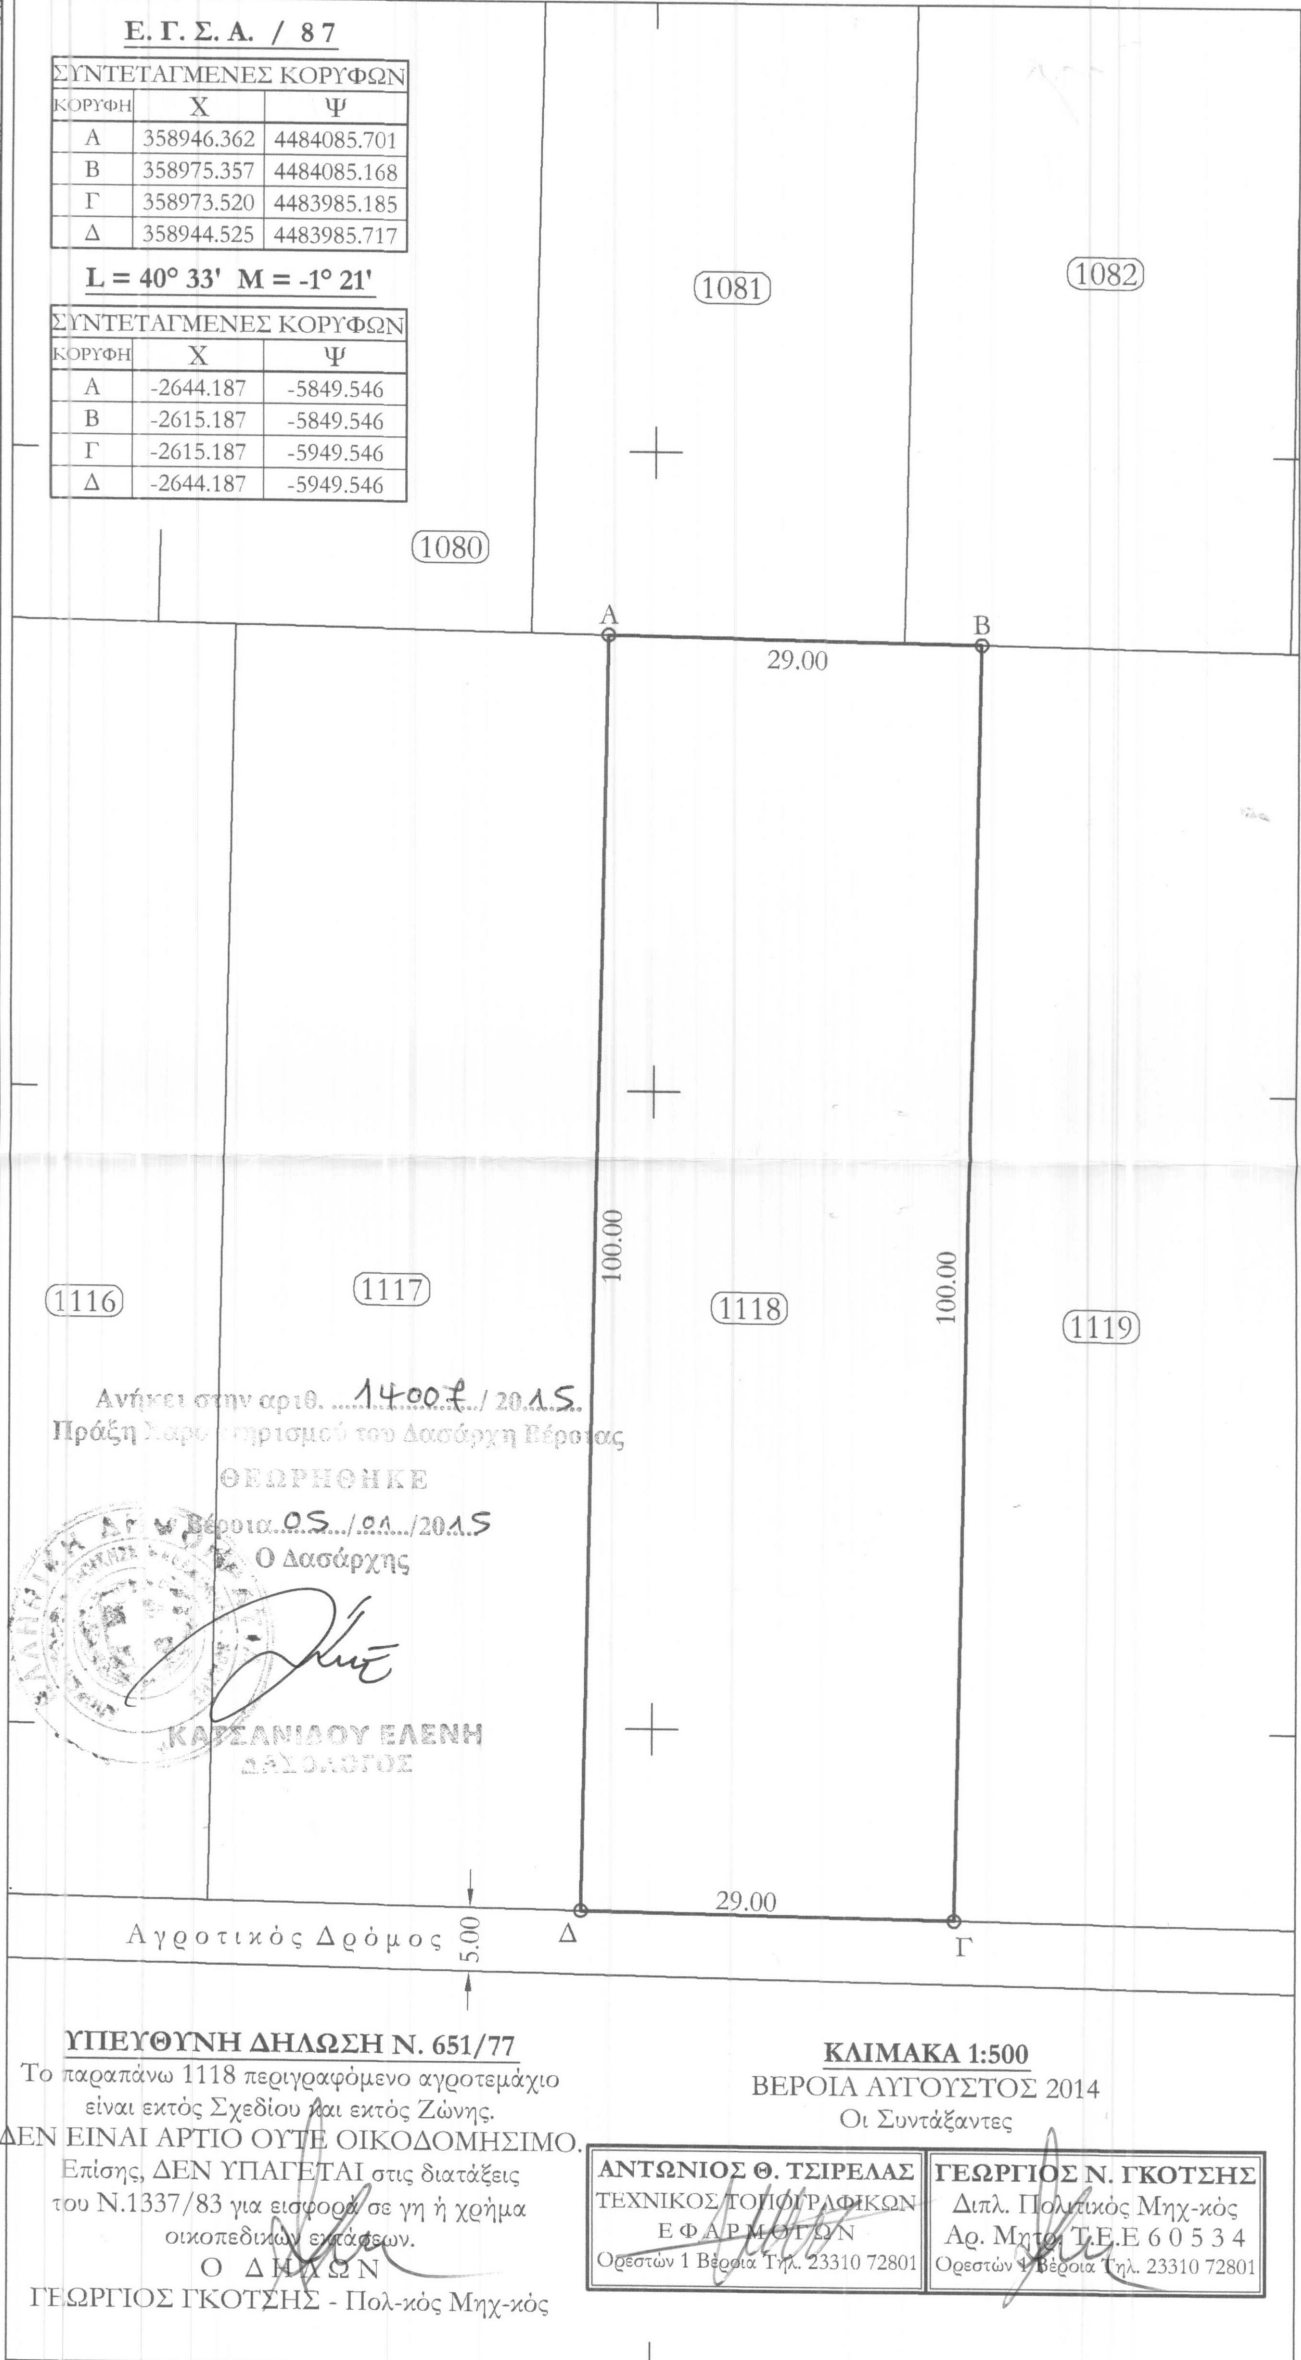 Ε. Γ. Σ. Α. / 8 7
ΣΥΝΤΕΤΑΓΜΕΝΕΣ ΚΟΡΥΦΩΝ
ΚΟΡΥΦΗ Χ Ψ
Α 358946.362 4484085.701
Β 358975.357 4484085.168
Γ 358973.520 4483985.185
Δ 358944.525 4483985.717
L = 40° 33' M = -1° 21'
ΣΥΝΤΕΤΑΓΜΕΝΕΣ ΚΟΡΥΦΩΝ
ΚΟΡΥΦΗ Χ Ψ
Α -2644.187 -5849.546
Β -2615.187 -5849.546
Γ -2615.187 -5949.546
Δ -2644.187 -5949.546
1081
1082
1080
Α
Β
29.00
100.00
100.00
1116
1117
1118
1119
Ανήκει στην αριθ. 14007 / 2015
Πράξη Χαρακτηρισμού του Δασάρχη Βέροιας
ΘΕΩΡΗΘΗΚΕ
Βέροια 05/01/2015
Ο Δασάρχης
ΚΑΤΣΑΝΙΔΟΥ ΕΛΕΝΗ
ΔΑΣΟΛΟΓΟΣ
29.00
Δ
Γ
Αγροτικός Δρόμος
5.00
ΥΠΕΥΘΥΝΗ ΔΗΛΩΣΗ Ν. 651/77
Το παραπάνω 1118 περιγραφόμενο αγροτεμάχιο
είναι εκτός Σχεδίου και εκτός Ζώνης.
ΔΕΝ ΕΙΝΑΙ ΑΡΤΙΟ ΟΥΤΕ ΟΙΚΟΔΟΜΗΣΙΜΟ.
Επίσης, ΔΕΝ ΥΠΑΓΕΤΑΙ στις διατάξεις
του Ν.1337/83 για εισφορά σε γη ή χρήμα
οικοπεδικών εκτάσεων.
Ο ΔΗΛΩΝ
ΓΕΩΡΓΙΟΣ ΓΚΟΤΣΗΣ - Πολ-κός Μηχ-κός
ΚΛΙΜΑΚΑ 1:500
ΒΕΡΟΙΑ ΑΥΓΟΥΣΤΟΣ 2014
Οι Συντάξαντες
ΑΝΤΩΝΙΟΣ Θ. ΤΣΙΡΕΛΑΣ
ΤΕΧΝΙΚΟΣ ΤΟΠΟΓΡΑΦΙΚΩΝ
ΕΦΑΡΜΟΓΩΝ
Ορεστών 1 Βέροια Τηλ. 23310 72801
ΓΕΩΡΓΙΟΣ Ν. ΓΚΟΤΣΗΣ
Διπλ. Πολιτικός Μηχ-κός
Αρ. Μητρ. Τ.Ε.Ε 6 0 5 3 4
Ορεστών 1 Βέροια Τηλ. 23310 72801